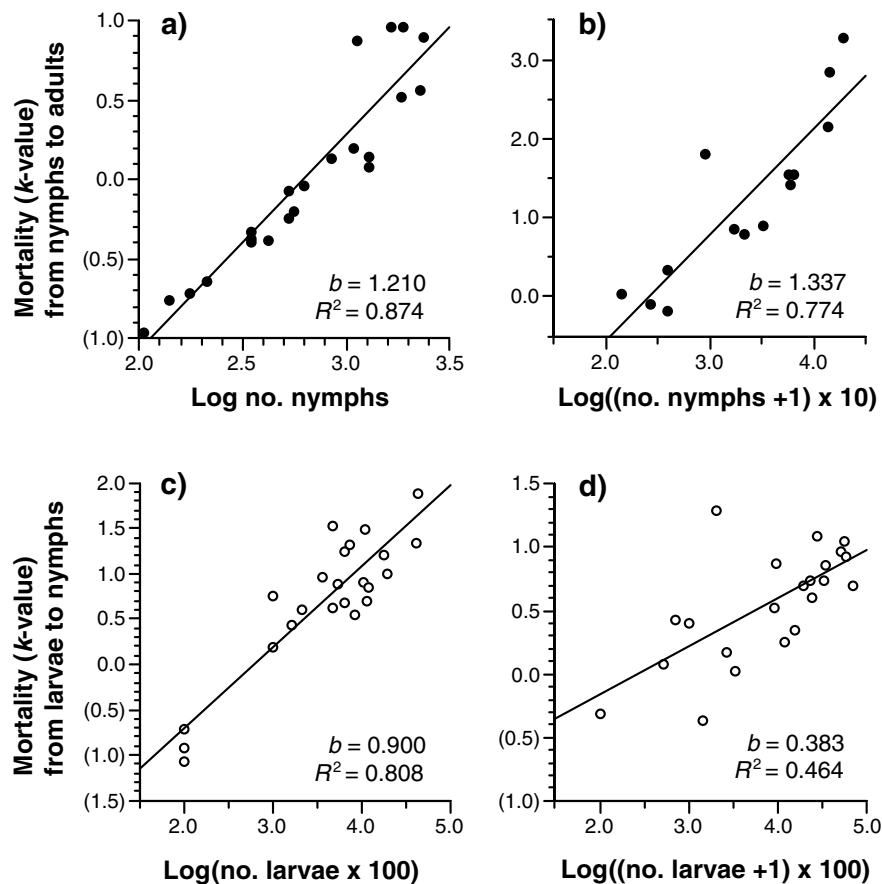 a)
Mortality (k-value)
from nymphs to adults
1.0
0.5
0.0
(0.5)
(1.0)
2.0 2.5 3.0 3.5
b = 1.210
R² = 0.874
Log no. nymphs
b)
3.0
2.0
1.0
0.0
2.0 3.0 4.0
b = 1.337
R² = 0.774
Log((no. nymphs +1) x 10)
c)
Mortality (k-value)
from larvae to nymphs
2.0
1.5
1.0
0.5
0.0
(0.5)
(1.0)
(1.5)
2.0 3.0 4.0 5.0
b = 0.900
R² = 0.808
Log(no. larvae x 100)
d)
1.5
1.0
0.5
0.0
(0.5)
(1.0)
2.0 3.0 4.0 5.0
b = 0.383
R² = 0.464
Log((no. larvae +1) x 100)